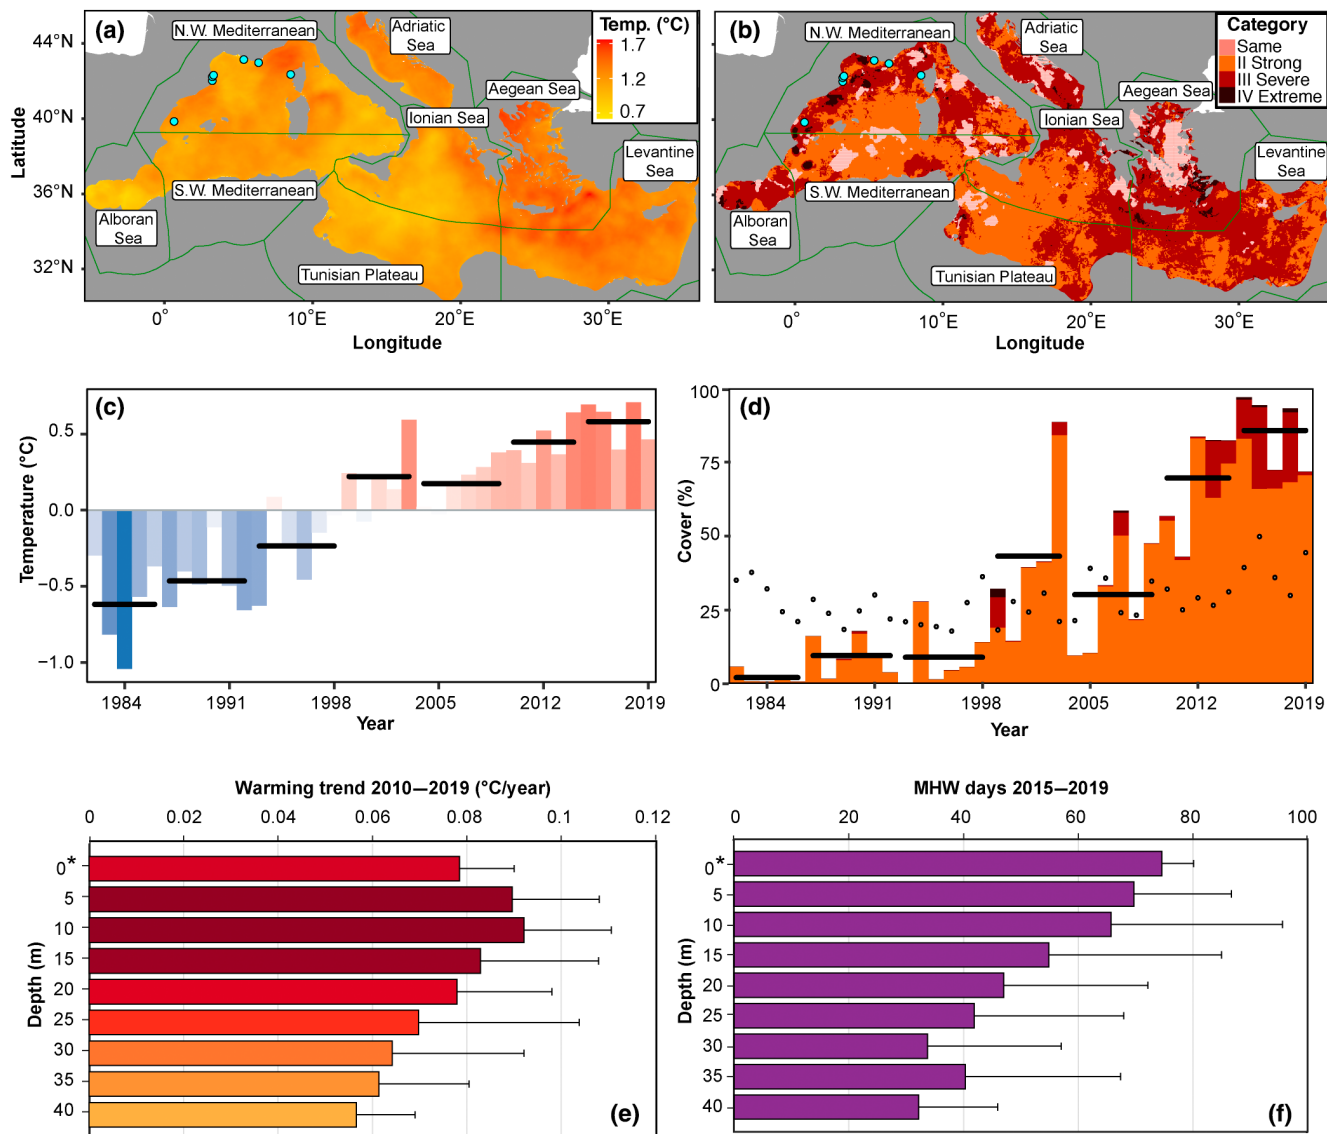 (a)
N.W. Mediterranean
Adriatic
Sea
Temp. (°C)
1.7
1.2
0.7
Aegean Sea
Ionian Sea
Levantine
Sea
S.W. Mediterranean
Alboran
Sea
Tunisian Plateau
44°N
40°N
36°N
32°N
Latitude
0°
10°E
20°E
30°E
Longitude
(b)
N.W. Mediterranean
Adriatic
Sea
Category
Same
II Strong
III Severe
IV Extreme
Aegean Sea
Ionian Sea
Levantine
Sea
S.W. Mediterranean
Alboran
Sea
Tunisian Plateau
0°
10°E
20°E
30°E
Longitude
(c)
0.5
0.0
−0.5
−1.0
Temperature (°C)
1984
1991
1998
2005
2012
2019
Year
(d)
100
75
50
25
0
Cover (%)
1984
1991
1998
2005
2012
2019
Year
Warming trend 2010—2019 (°C/year)
0
0.02
0.04
0.06
0.08
0.1
0.12
0*
5
10
15
20
25
30
35
40
Depth (m)
(e)
MHW days 2015—2019
0
20
40
60
80
100
0*
5
10
15
20
25
30
35
40
Depth (m)
(f)